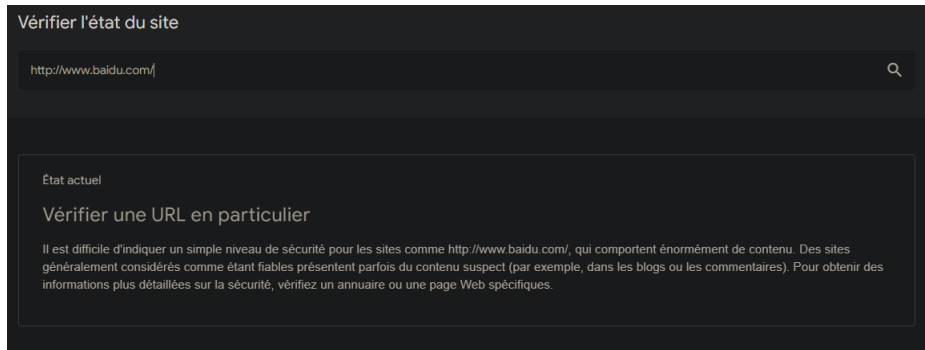 Vérifier l'état du site
http://www.baidu.com/
État actuel
Vérifier une URL en particulier
Il est difficile d'indiquer un simple niveau de sécurité pour les sites comme http://www.baidu.com/, qui comportent énormément de contenu. Des sites
généralement considérés comme étant fiables présentent parfois du contenu suspect (par exemple, dans les blogs ou les commentaires). Pour obtenir des
informations plus détaillées sur la sécurité, vérifiez un annuaire ou une page Web spécifiques.